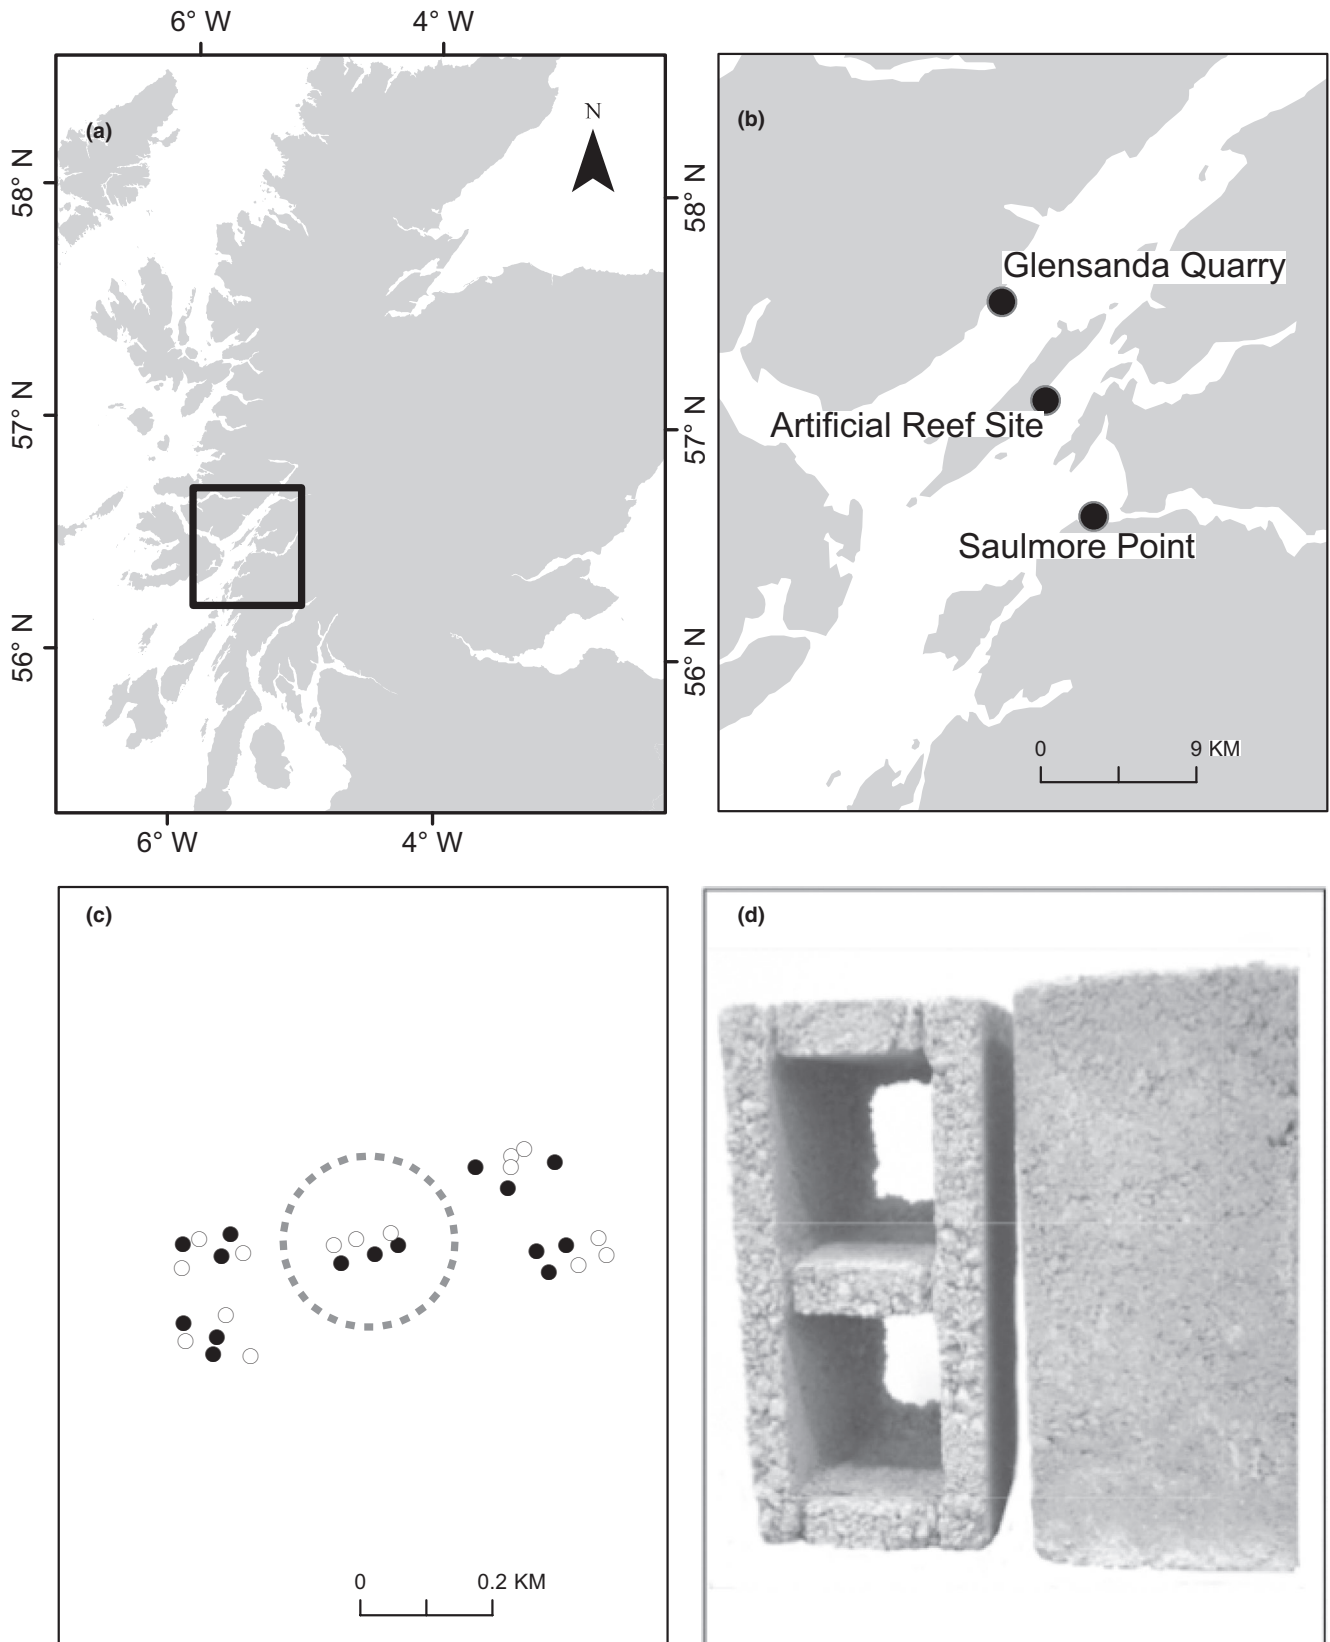 6° W 4° W
(a)
N
58° N
57° N
56° N
58° N
57° N
56° N
6° W 4° W
(b)
Glensanda Quarry
Artificial Reef Site
Saulmore Point
0 9 KM
(c)
0 0.2 KM
(d)